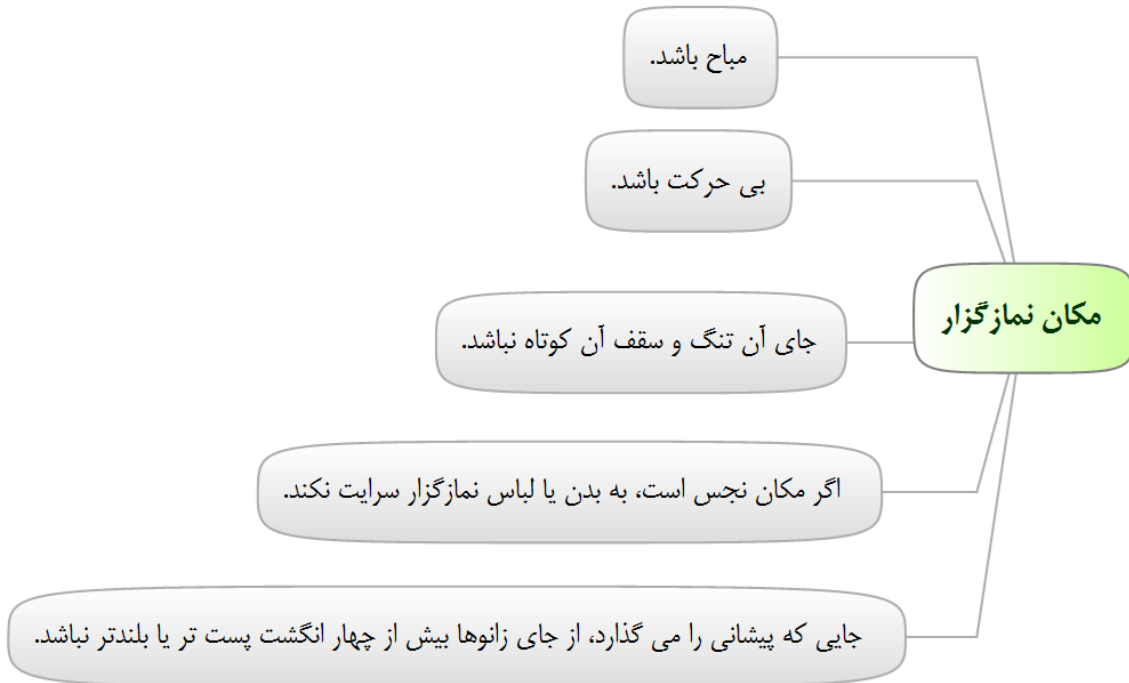 مکان نمازگزار
مباح باشد.
بی حرکت باشد.
جای آن تنگ و سقف آن کوتاه نباشد.
اگر مکان نجس است، به بدن یا لباس نمازگزار سرایت نکند.
جایی که پیشانی را می گذارد، از جای زانوها بیش از چهار انگشت پست تر یا بلندتر نباشد.